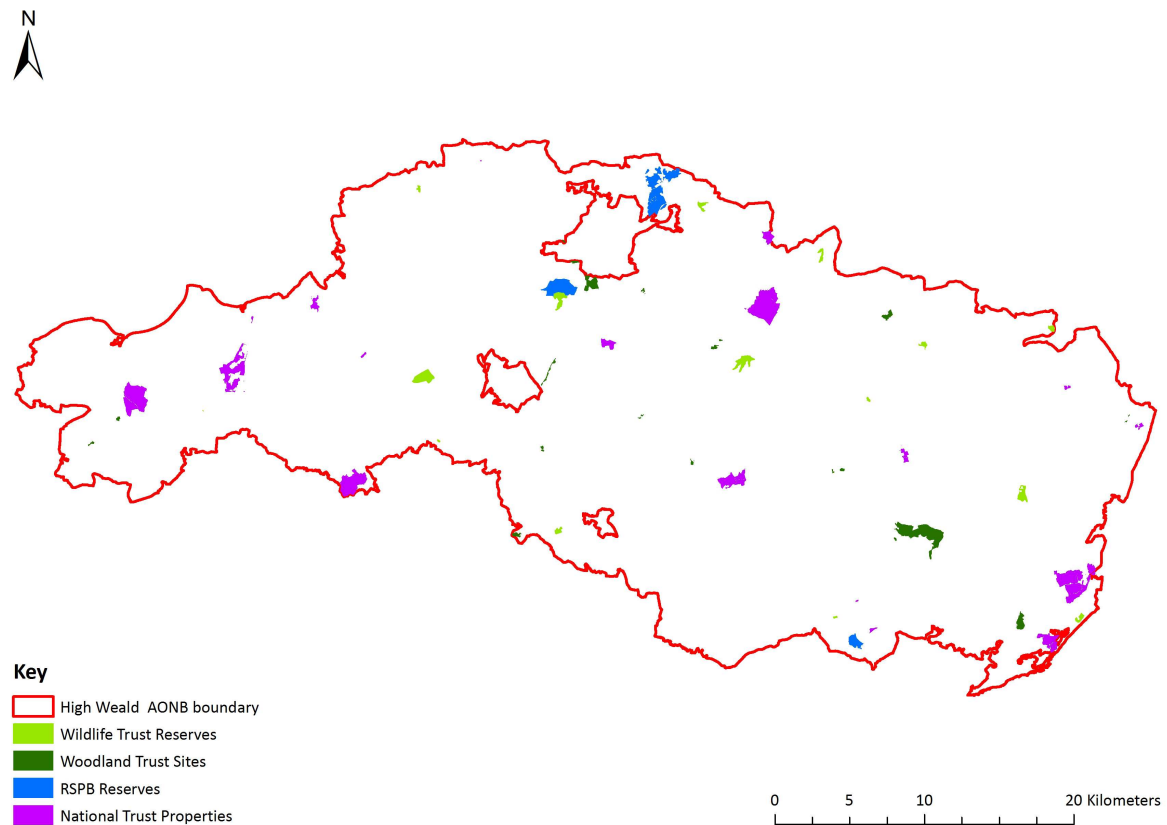 N
Key
High Weald AONB boundary
Wildlife Trust Reserves
Woodland Trust Sites
RSPB Reserves
National Trust Properties
0 5 10 20 Kilometers